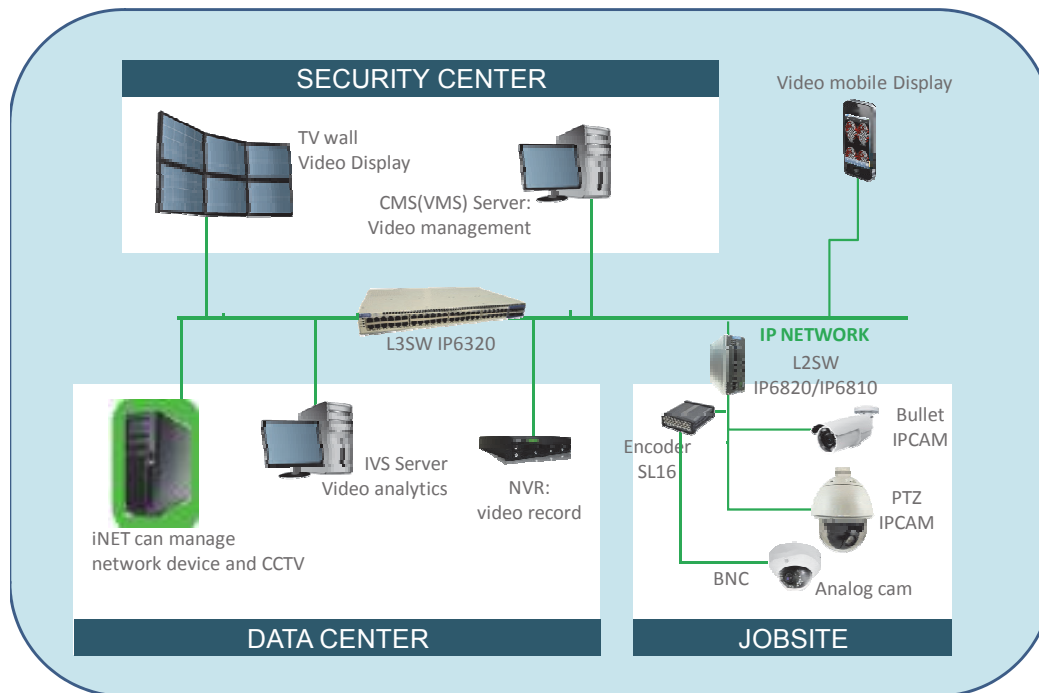 SECURITY CENTER
Video mobile Display
TV wall
Video Display
CMS(VMS) Server:
Video management
L3SW IP6320
IP NETWORK
L2SW
IP6820/IP6810
iNET can manage
network device and CCTV
IVS Server
Video analytics
NVR:
video record
Encoder
SL16
Bullet
IPCAM
PTZ
IPCAM
BNC
Analog cam
DATA CENTER
JOBSITE